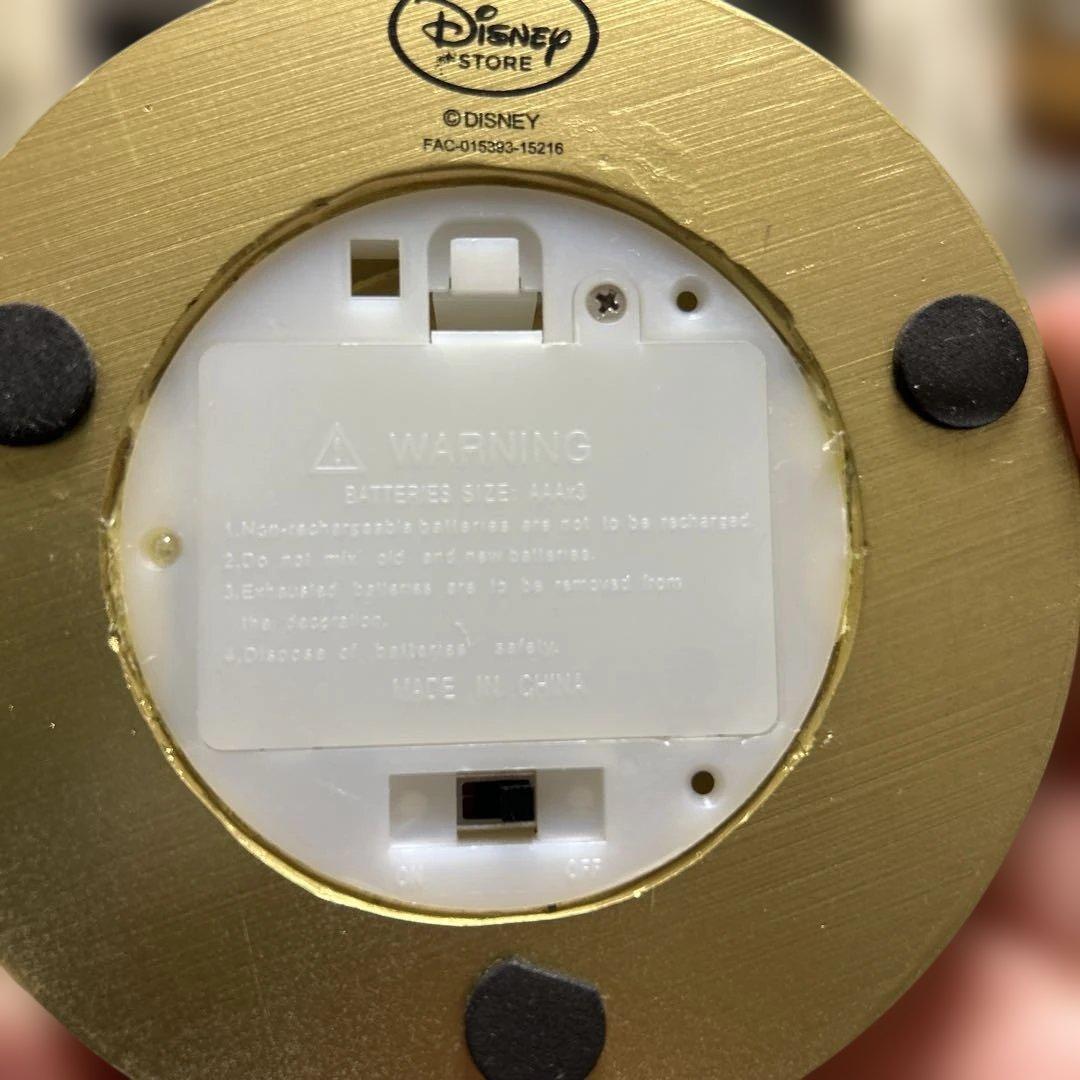 Disney
STORE
©DISNEY
FAC-015393-15216
WARNING
BATTERIES SIZE: AAAx3
1.Non-rechargeable batteries are not to be recharged.
2.Do not mix old and new batteries.
3.Exhausted batteries are to be removed from
the decoration.
4.Dispose of batteries safely.
MADE IN CHINA
ON OFF